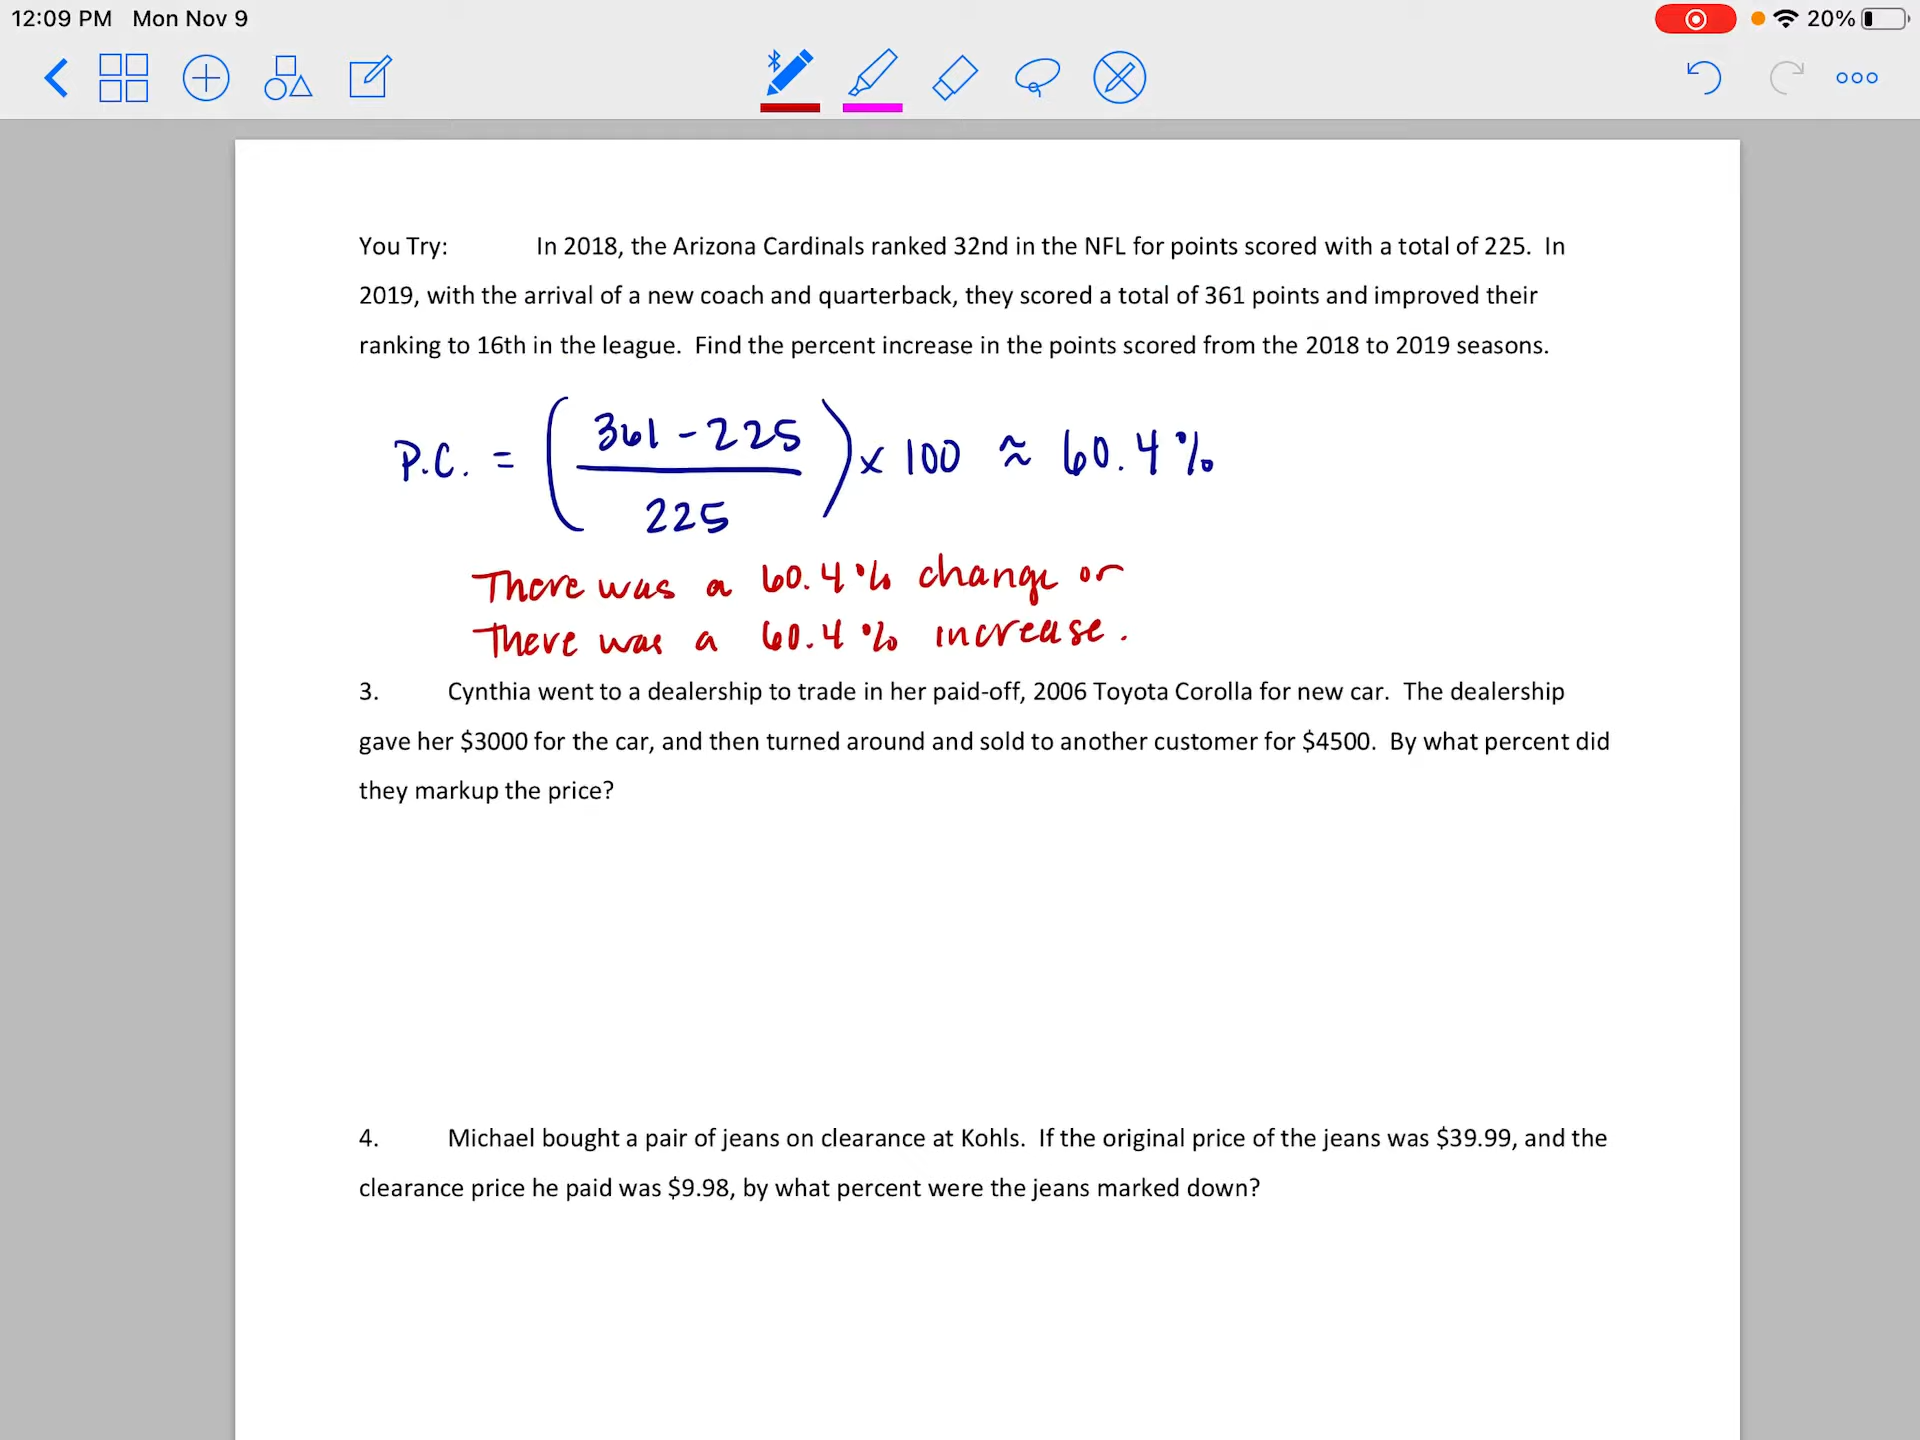 12:09 PM Mon Nov 9
20%
You Try: In 2018, the Arizona Cardinals ranked 32nd in the NFL for points scored with a total of 225. In
2019, with the arrival of a new coach and quarterback, they scored a total of 361 points and improved their
ranking to 16th in the league. Find the percent increase in the points scored from the 2018 to 2019 seasons.
P.C. = ( 361 - 225 / 225 ) x 100 ≈ 60.4%
There was a 60.4% change or
There was a 60.4% increase.
3. Cynthia went to a dealership to trade in her paid-off, 2006 Toyota Corolla for new car. The dealership
gave her $3000 for the car, and then turned around and sold to another customer for $4500. By what percent did
they markup the price?
4. Michael bought a pair of jeans on clearance at Kohls. If the original price of the jeans was $39.99, and the
clearance price he paid was $9.98, by what percent were the jeans marked down?